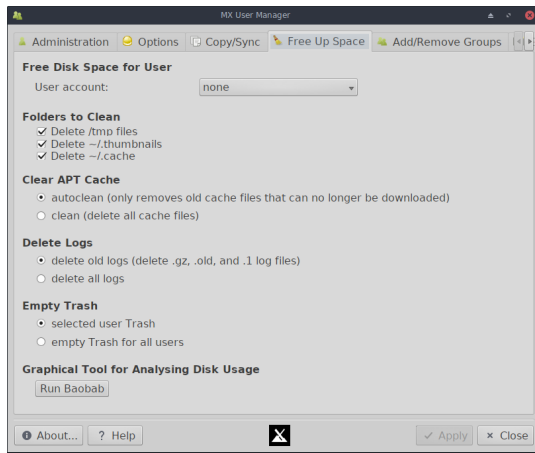 MX User Manager
Administration
Options
Copy/Sync
Free Up Space
Add/Remove Groups
Free Disk Space for User
User account:
none
Folders to Clean
Delete /tmp files
Delete ~/.thumbnails
Delete ~/.cache
Clear APT Cache
autoclean (only removes old cache files that can no longer be downloaded)
clean (delete all cache files)
Delete Logs
delete old logs (delete .gz, .old, and .1 log files)
delete all logs
Empty Trash
selected user Trash
empty Trash for all users
Graphical Tool for Analysing Disk Usage
Run Baobab
About...
? Help
Apply
Close